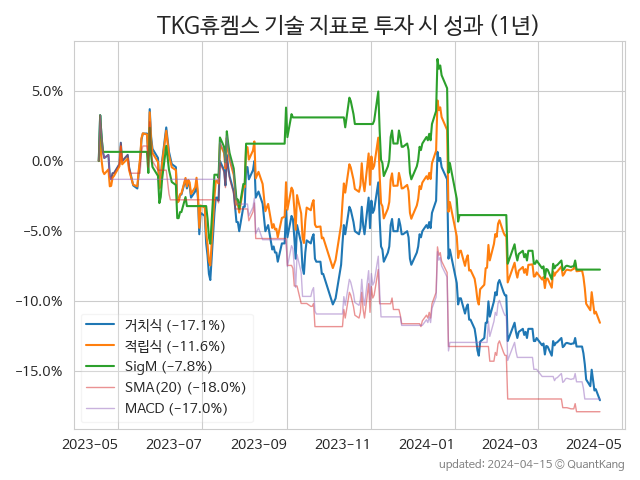 TKG휴켐스 기술 지표로 투자 시 성과 (1년)
5.0%
0.0%
−5.0%
−10.0%
−15.0%
거치식 (−17.1%)
적립식 (−11.6%)
SigM (−7.8%)
SMA(20) (−18.0%)
MACD (−17.0%)
2023−05 2023−07 2023−09 2023−11 2024−01 2024−03 2024−05
updated: 2024−04−15 © QuantKang